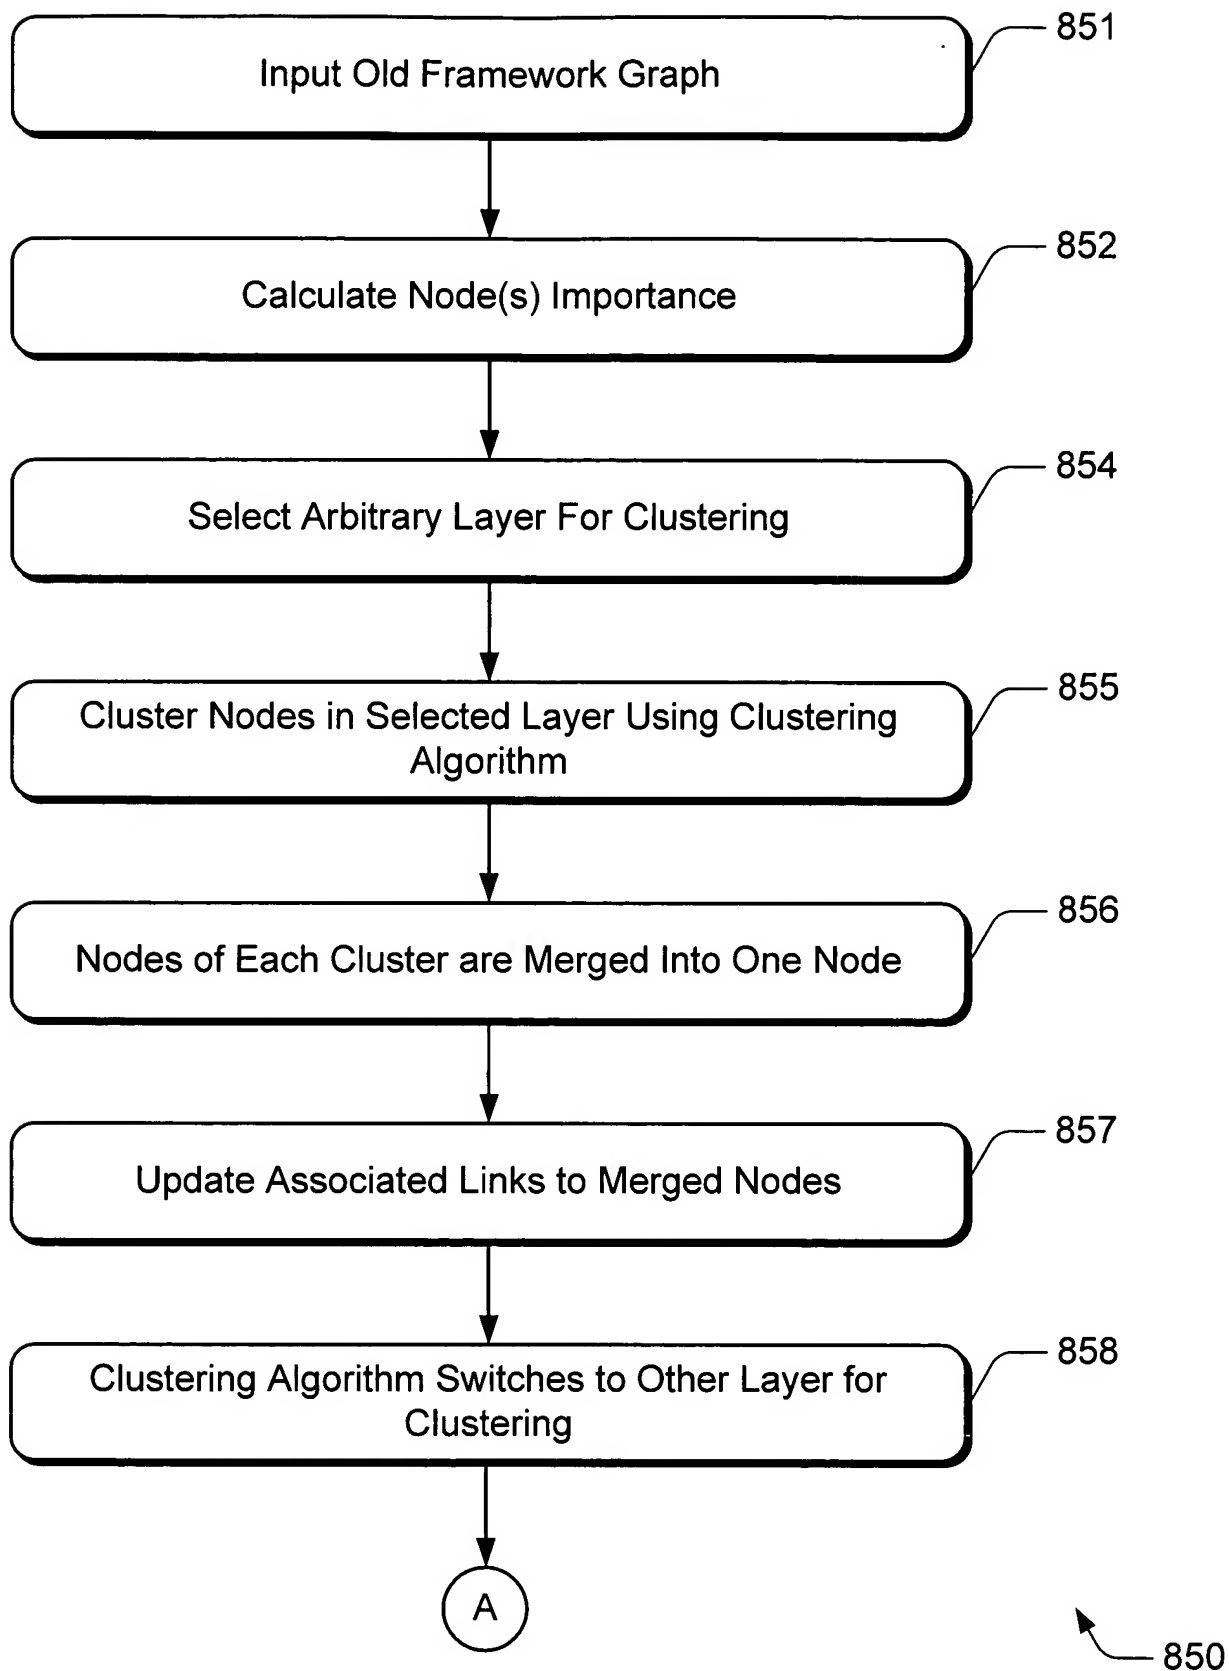 851
Input Old Framework Graph
852
Calculate Node(s) Importance
854
Select Arbitrary Layer For Clustering
855
Cluster Nodes in Selected Layer Using Clustering
Algorithm
856
Nodes of Each Cluster are Merged Into One Node
857
Update Associated Links to Merged Nodes
858
Clustering Algorithm Switches to Other Layer for
Clustering
A
850